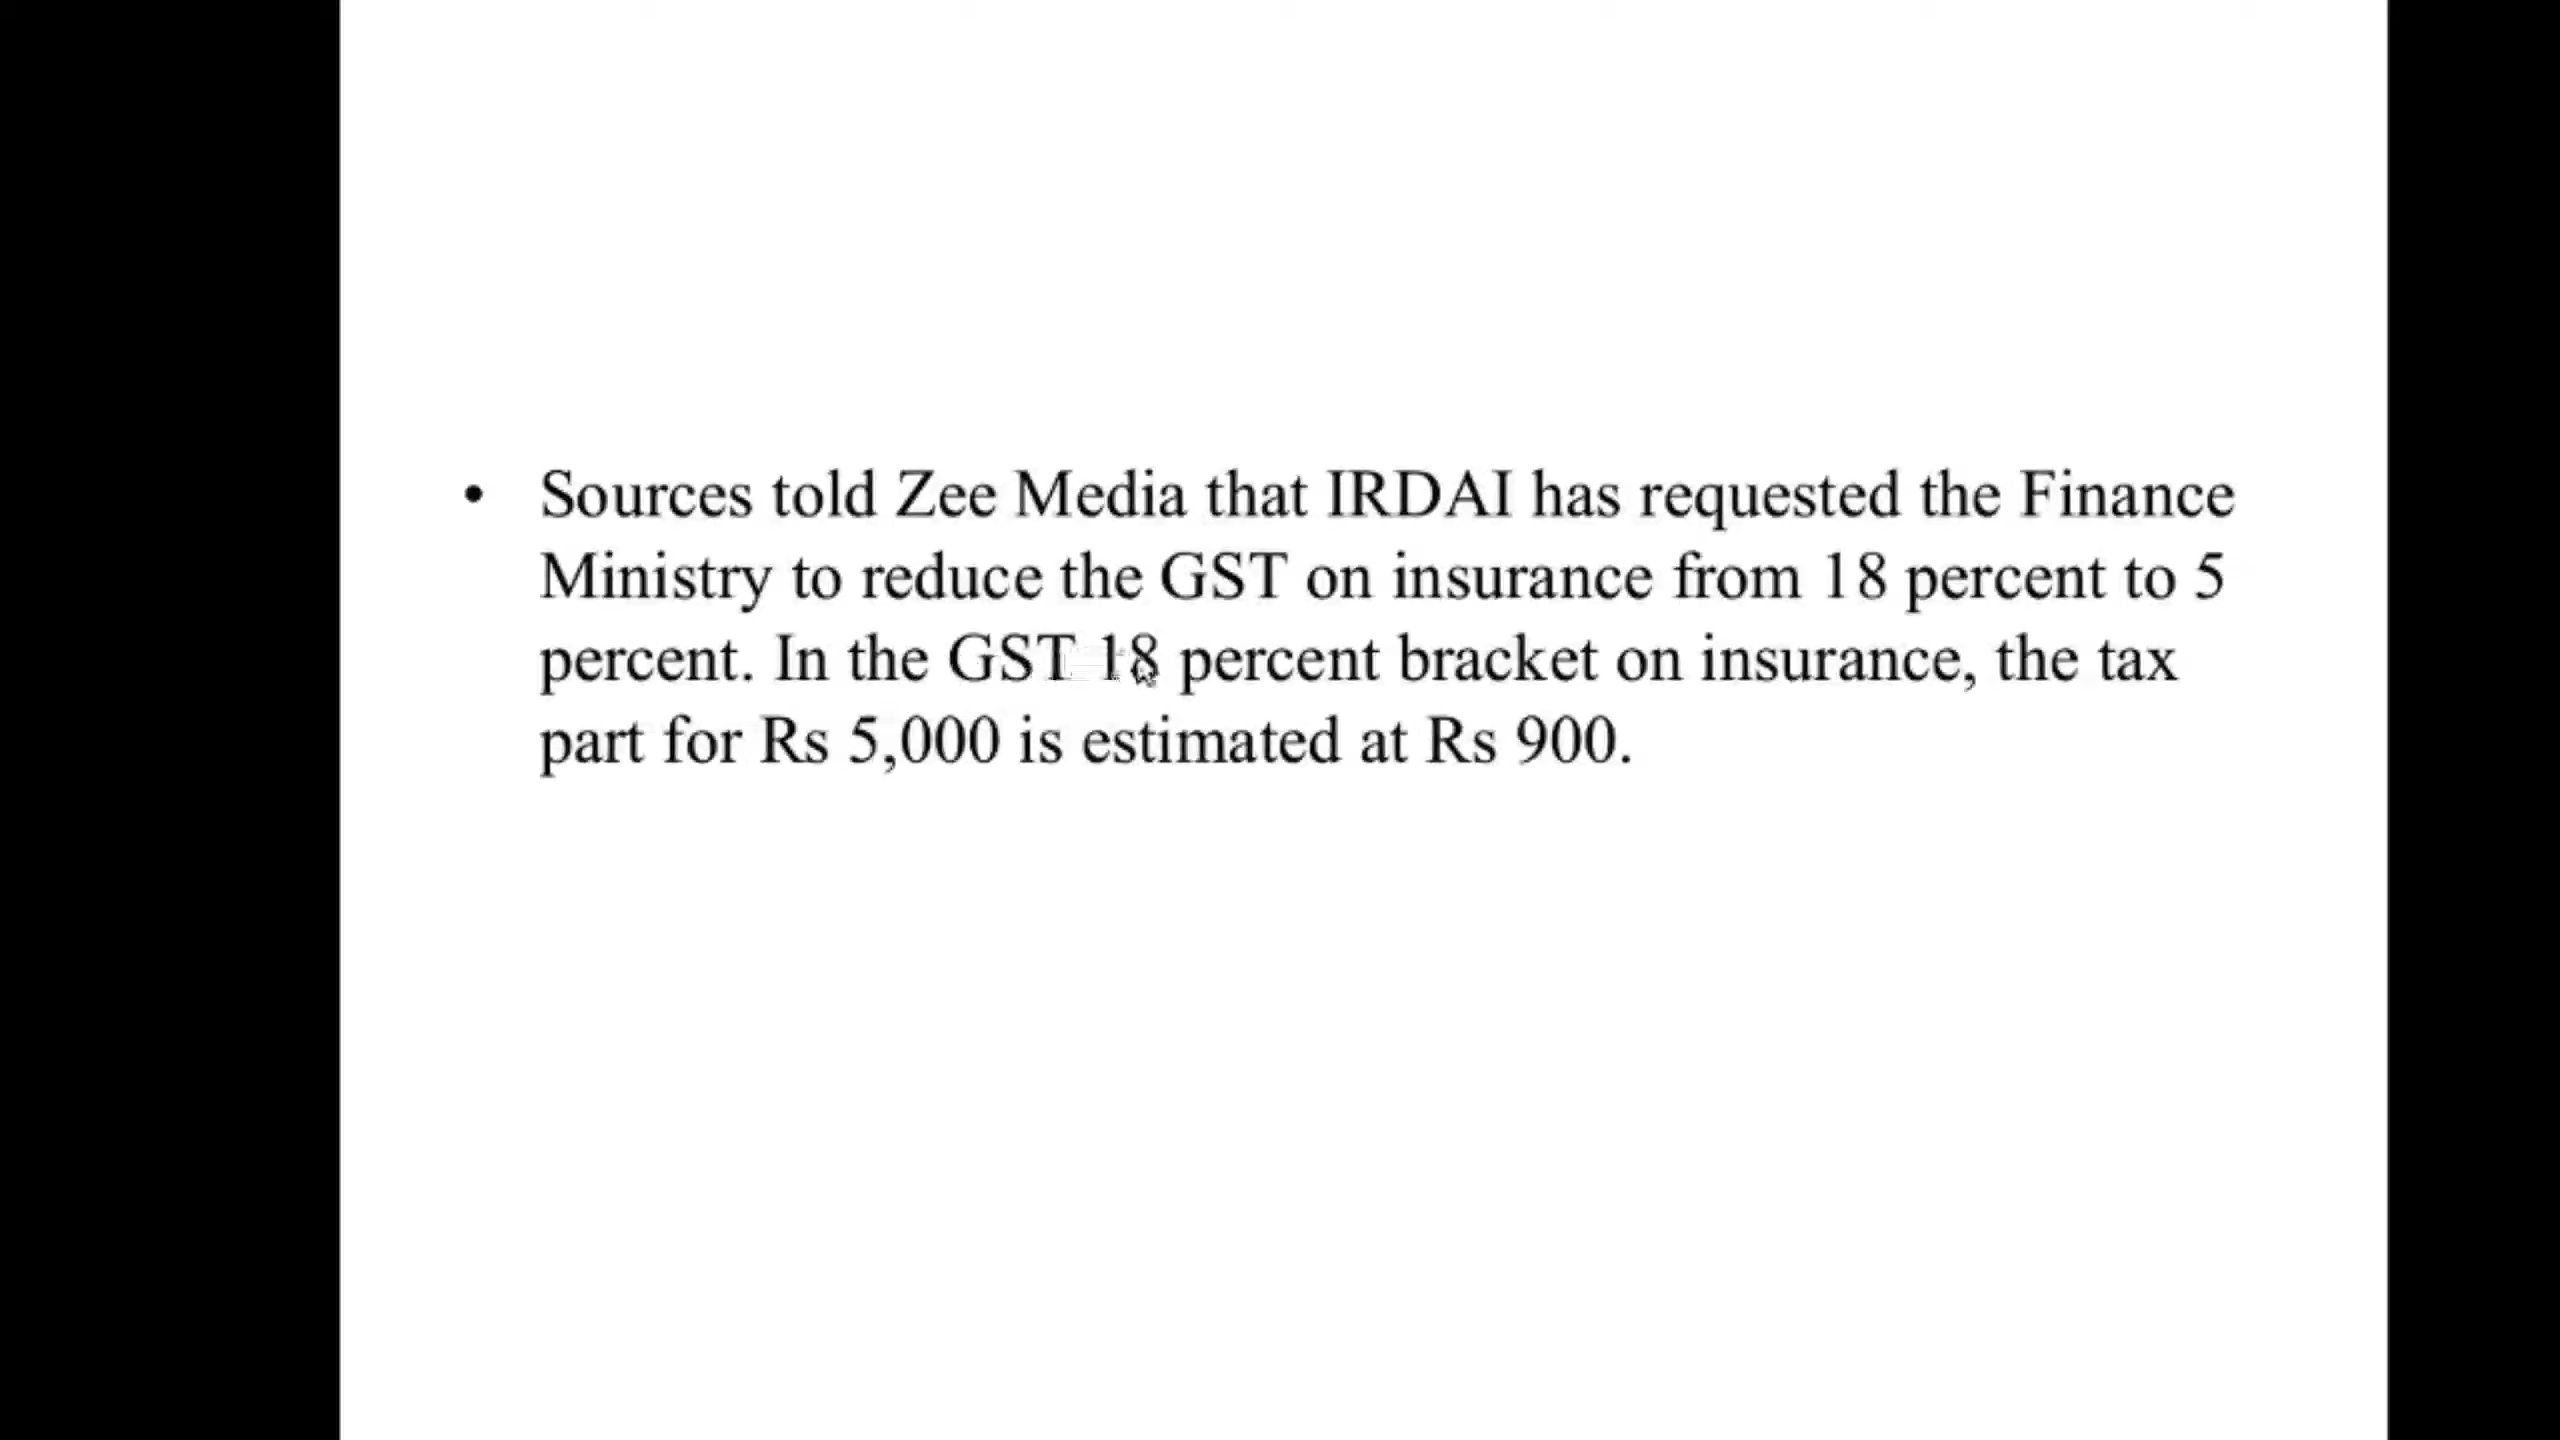 • Sources told Zee Media that IRDAI has requested the Finance
Ministry to reduce the GST on insurance from 18 percent to 5
percent. In the GST 18 percent bracket on insurance, the tax
part for Rs 5,000 is estimated at Rs 900.